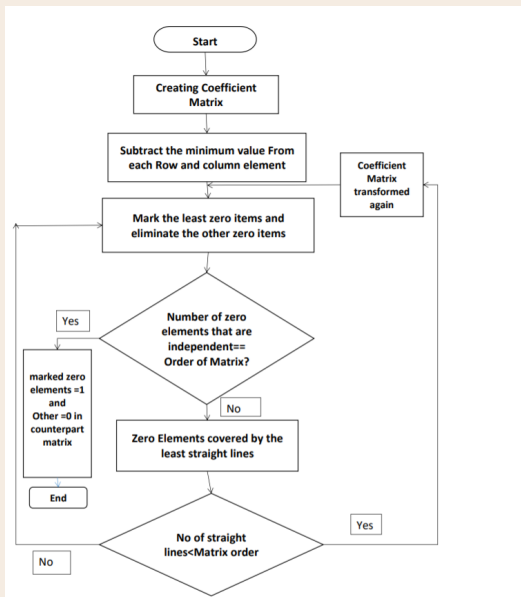 Start
Creating Coefficient
Matrix
Subtract the minimum value From
each Row and column element
Coefficient
Matrix
transformed
again
Mark the least zero items and
eliminate the other zero items
Number of zero
elements that are
independent==
Order of Matrix?
Yes
marked zero
elements =1
and
Other =0 in
counterpart
matrix
End
No
Zero Elements covered by the
least straight lines
No of straight
lines<Matrix order
Yes
No